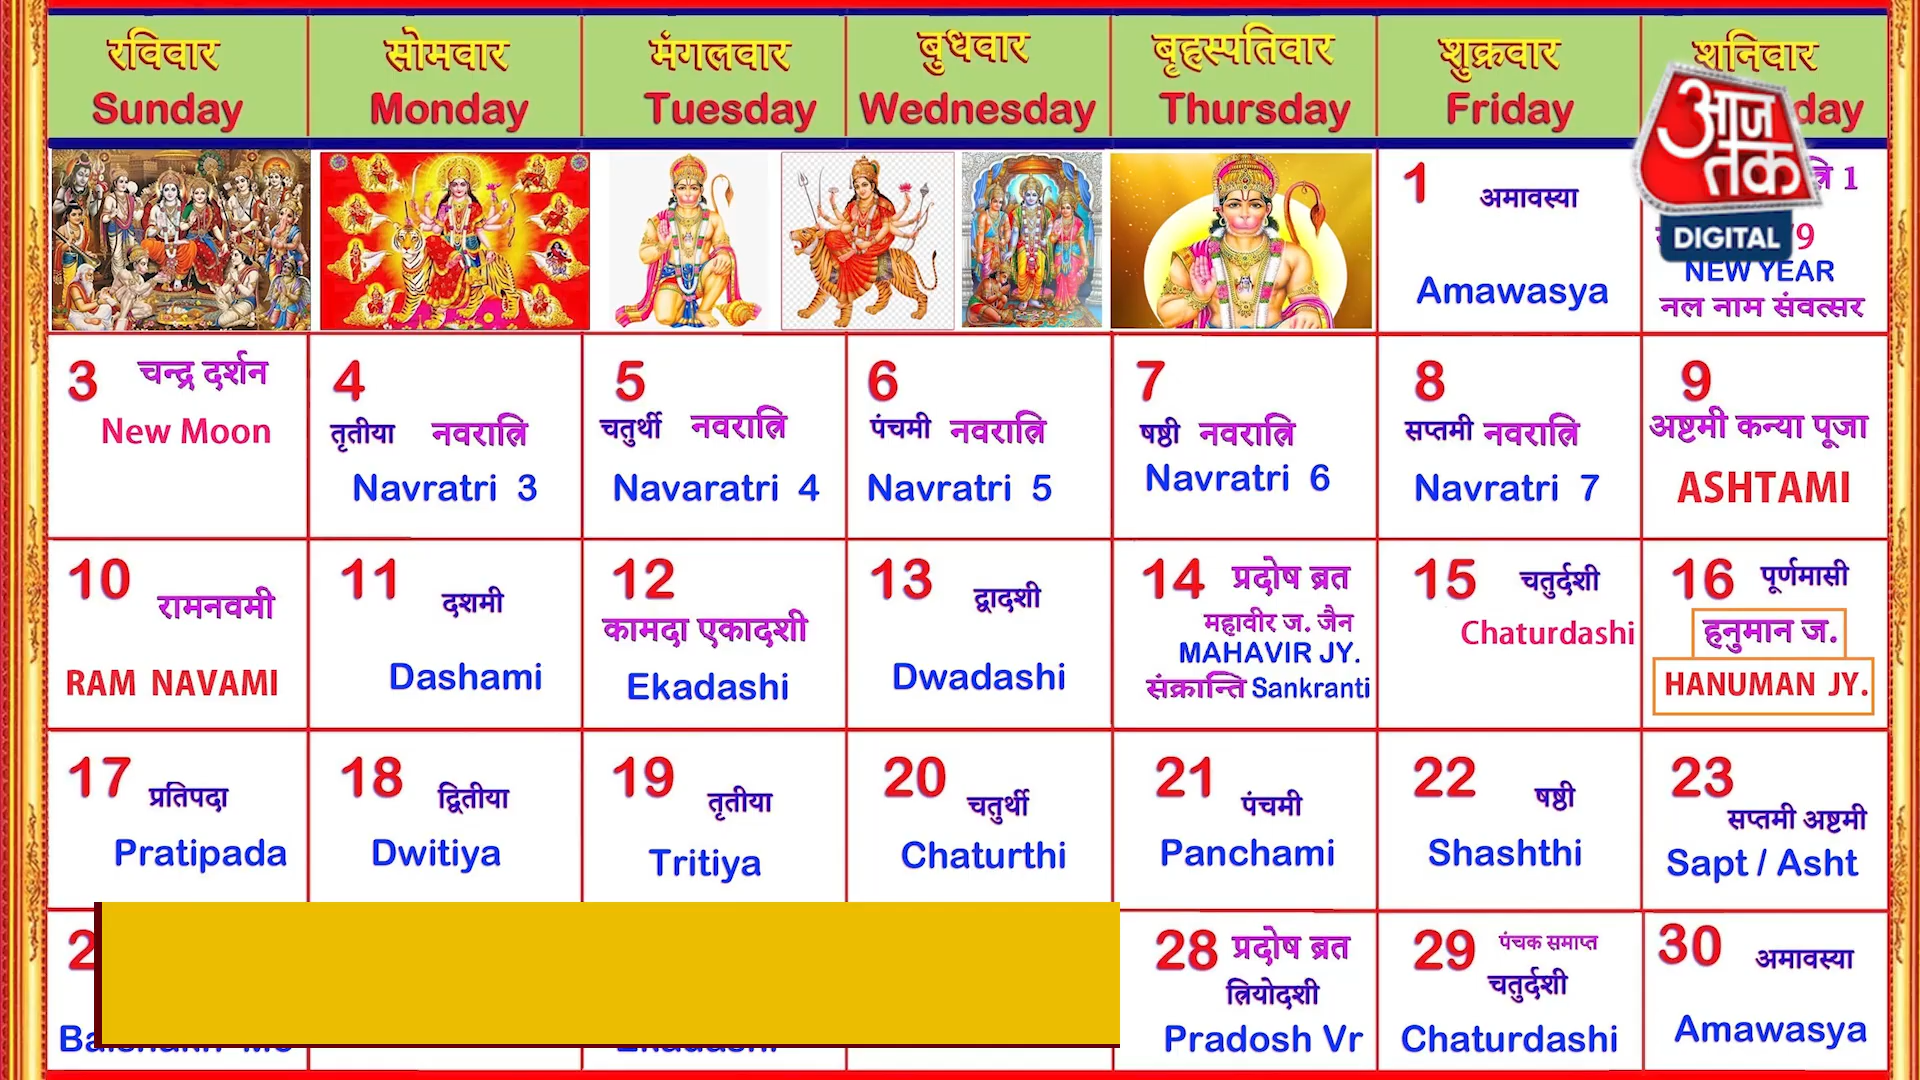 रविवार सोमवार मंगलवार बुधवार बृहस्पतिवार शुक्रवार शनिवार
Sunday Monday Tuesday Wednesday Thursday Friday
आज तक
DIGITAL
1 अमावस्या
Amawasya
1
9
NEW YEAR
नल नाम संवत्सर
3 चन्द्र दर्शन
New Moon
4
तृतीया नवरात्रि
Navratri 3
5
चतुर्थी नवरात्रि
Navaratri 4
6
पंचमी नवरात्रि
Navratri 5
7
षष्ठी नवरात्रि
Navratri 6
8
सप्तमी नवरात्रि
Navratri 7
9
अष्टमी कन्या पूजा
ASHTAMI
10 रामनवमी
RAM NAVAMI
11 दशमी
Dashami
12
कामदा एकादशी
Ekadashi
13 द्वादशी
Dwadashi
14 प्रदोष ब्रत
महावीर ज. जैन
MAHAVIR JY.
संक्रान्ति Sankranti
15 चतुर्दशी
Chaturdashi
16 पूर्णमासी
हनुमान ज.
HANUMAN JY.
17 प्रतिपदा
Pratipada
18 द्वितीया
Dwitiya
19 तृतीया
Tritiya
20 चतुर्थी
Chaturthi
21 पंचमी
Panchami
22 षष्ठी
Shashthi
23
सप्तमी अष्टमी
Sapt / Asht
28 प्रदोष ब्रत
त्रियोदशी
Pradosh Vr
29 पंचक समाप्त
चतुर्दशी
Chaturdashi
30 अमावस्या
Amawasya